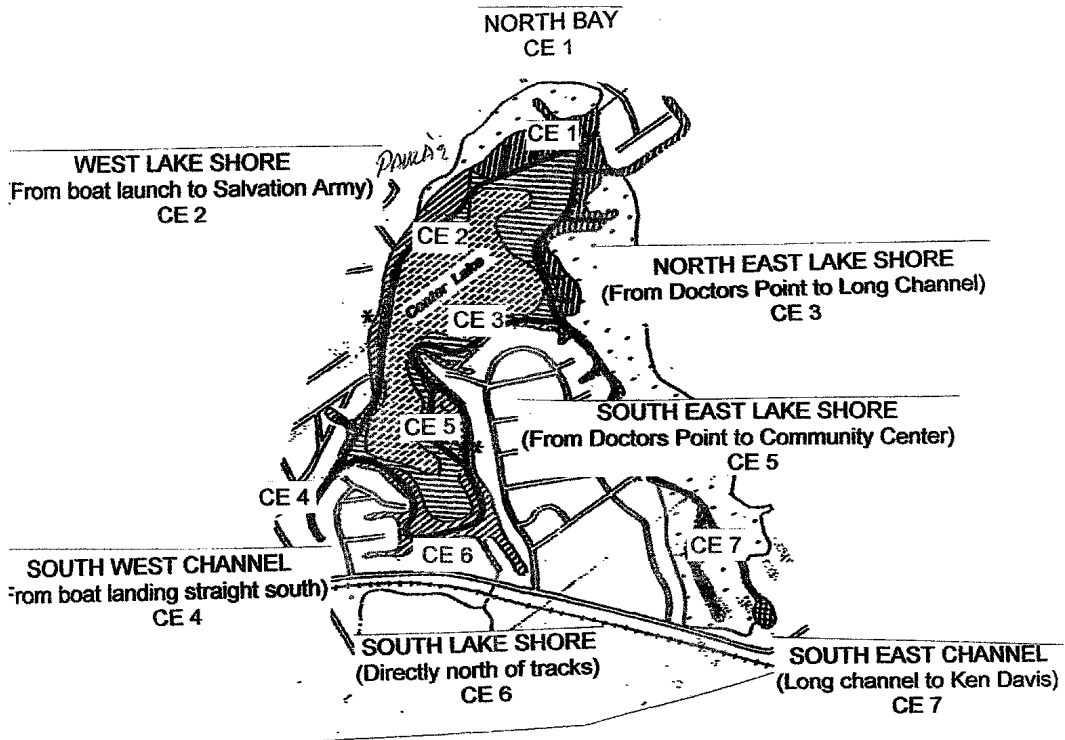 NORTH BAY
CE 1
CE 1
WEST LAKE SHORE
(From boat launch to Salvation Army)
CE 2
CE 2
Center Lake
NORTH EAST LAKE SHORE
(From Doctors Point to Long Channel)
CE 3
CE 3
SOUTH EAST LAKE SHORE
(From Doctors Point to Community Center)
CE 5
CE 5
CE 4
CE 7
CE 6
SOUTH WEST CHANNEL
From boat landing straight south)
CE 4
SOUTH LAKE SHORE
(Directly north of tracks)
CE 6
SOUTH EAST CHANNEL
(Long channel to Ken Davis)
CE 7